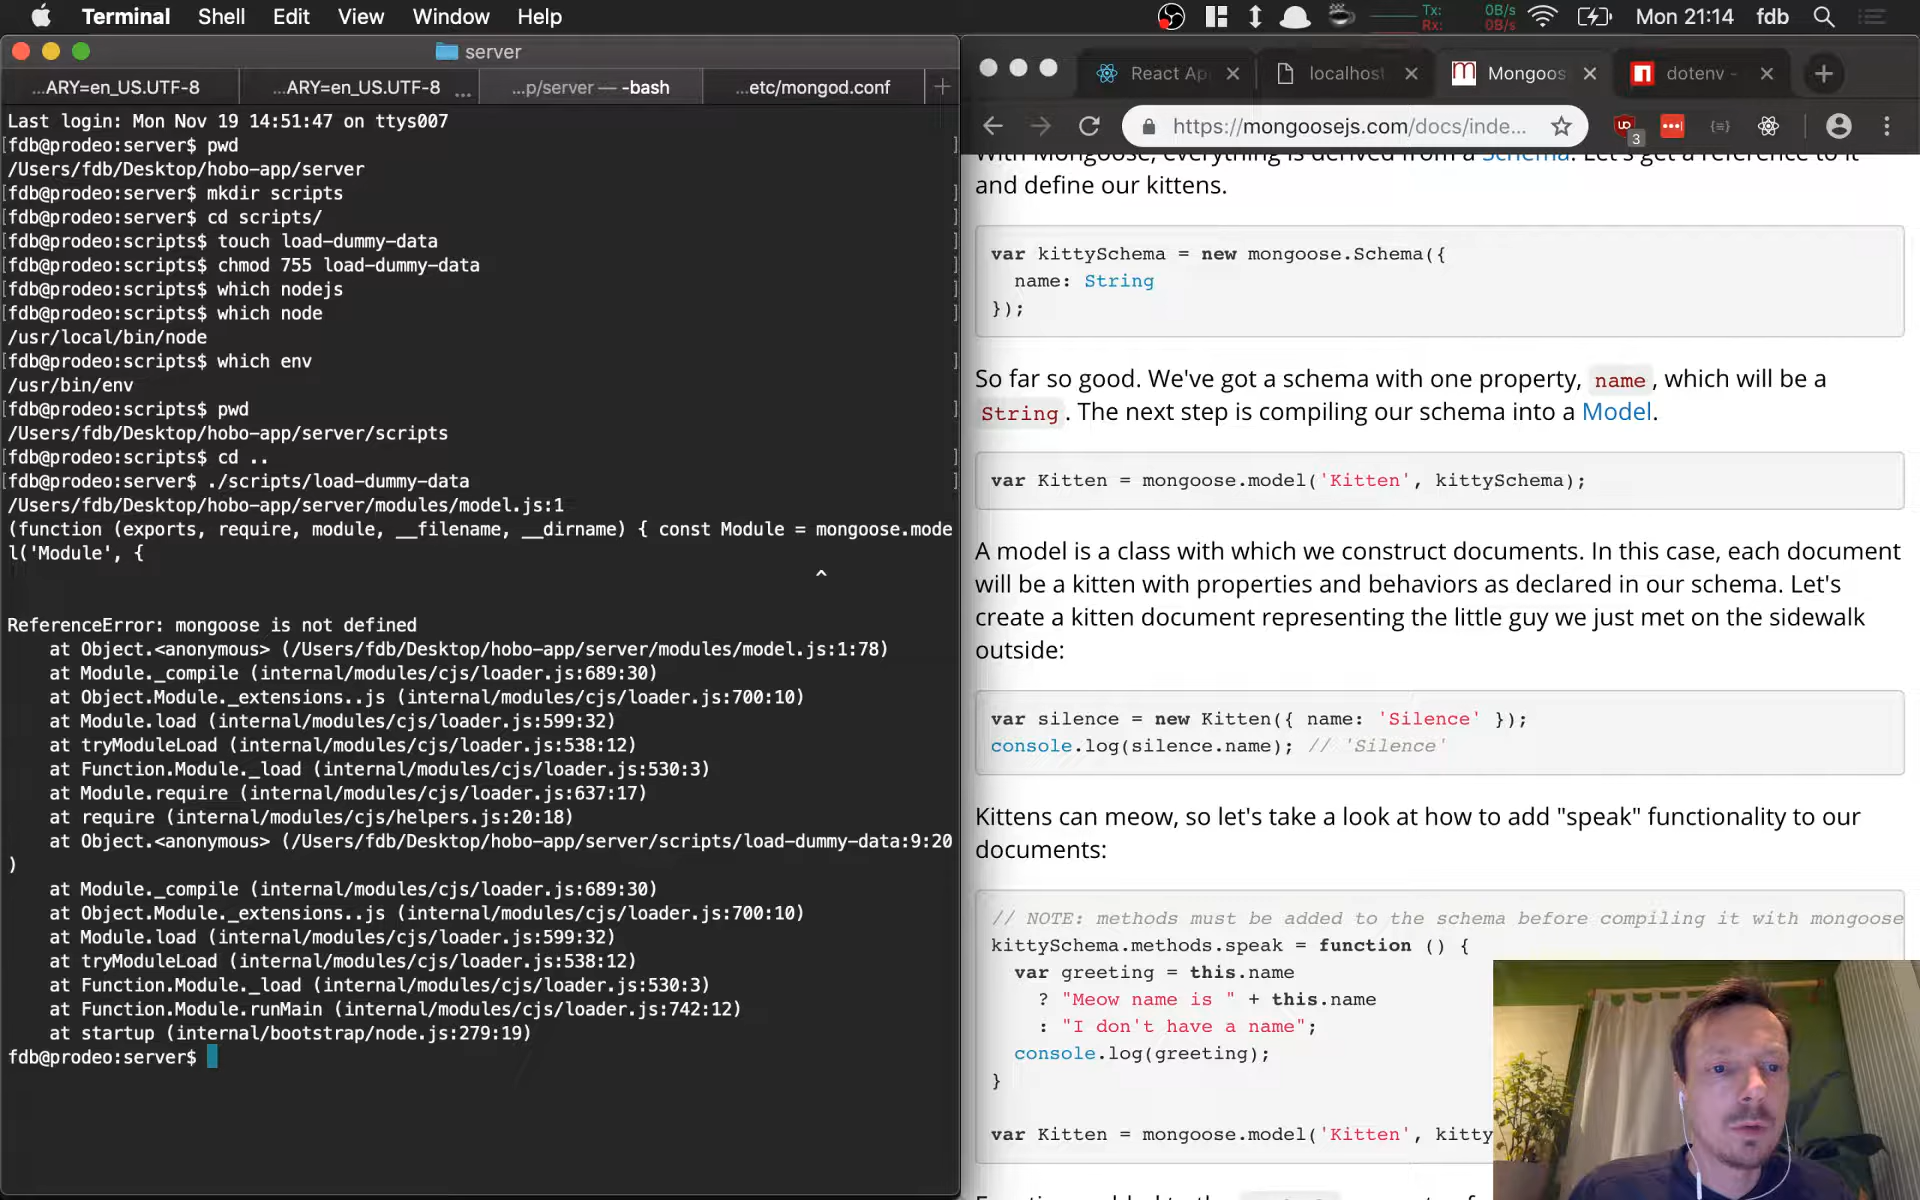 Terminal Shell Edit View Window Help
Tx: 0B/s
Rx: 0B/s
Mon 21:14 fdb
server
...ARY=en_US.UTF-8 ...ARY=en_US.UTF-8 ... ...p/server — -bash ...etc/mongod.conf +
Last login: Mon Nov 19 14:51:47 on ttys007
[fdb@prodeo:server$ pwd ]
/Users/fdb/Desktop/hobo-app/server
[fdb@prodeo:server$ mkdir scripts ]
[fdb@prodeo:server$ cd scripts/ ]
[fdb@prodeo:scripts$ touch load-dummy-data ]
[fdb@prodeo:scripts$ chmod 755 load-dummy-data ]
[fdb@prodeo:scripts$ which nodejs ]
[fdb@prodeo:scripts$ which node ]
/usr/local/bin/node
[fdb@prodeo:scripts$ which env ]
/usr/bin/env
[fdb@prodeo:scripts$ pwd ]
/Users/fdb/Desktop/hobo-app/server/scripts
[fdb@prodeo:scripts$ cd .. ]
[fdb@prodeo:server$ ./scripts/load-dummy-data ]
/Users/fdb/Desktop/hobo-app/server/modules/model.js:1
(function (exports, require, module, __filename, __dirname) { const Module = mongoose.mode
l('Module', {
^
ReferenceError: mongoose is not defined
at Object.<anonymous> (/Users/fdb/Desktop/hobo-app/server/modules/model.js:1:78)
at Module._compile (internal/modules/cjs/loader.js:689:30)
at Object.Module._extensions..js (internal/modules/cjs/loader.js:700:10)
at Module.load (internal/modules/cjs/loader.js:599:32)
at tryModuleLoad (internal/modules/cjs/loader.js:538:12)
at Function.Module._load (internal/modules/cjs/loader.js:530:3)
at Module.require (internal/modules/cjs/loader.js:637:17)
at require (internal/modules/cjs/helpers.js:20:18)
at Object.<anonymous> (/Users/fdb/Desktop/hobo-app/server/scripts/load-dummy-data:9:20
)
at Module._compile (internal/modules/cjs/loader.js:689:30)
at Object.Module._extensions..js (internal/modules/cjs/loader.js:700:10)
at Module.load (internal/modules/cjs/loader.js:599:32)
at tryModuleLoad (internal/modules/cjs/loader.js:538:12)
at Function.Module._load (internal/modules/cjs/loader.js:530:3)
at Function.Module.runMain (internal/modules/cjs/loader.js:742:12)
at startup (internal/bootstrap/node.js:279:19)
fdb@prodeo:server$
React Ap localhost Mongoos dotenv -
https://mongoosejs.com/docs/inde... 3
With Mongoose, everything is derived from a Schema. Let's get a reference to it
and define our kittens.
var kittySchema = new mongoose.Schema({
name: String
});
So far so good. We've got a schema with one property, name, which will be a
String. The next step is compiling our schema into a Model.
var Kitten = mongoose.model('Kitten', kittySchema);
A model is a class with which we construct documents. In this case, each document
will be a kitten with properties and behaviors as declared in our schema. Let's
create a kitten document representing the little guy we just met on the sidewalk
outside:
var silence = new Kitten({ name: 'Silence' });
console.log(silence.name); // 'Silence'
Kittens can meow, so let's take a look at how to add "speak" functionality to our
documents:
// NOTE: methods must be added to the schema before compiling it with mongoose
kittySchema.methods.speak = function () {
var greeting = this.name
? "Meow name is " + this.name
: "I don't have a name";
console.log(greeting);
}
var Kitten = mongoose.model('Kitten', kitty